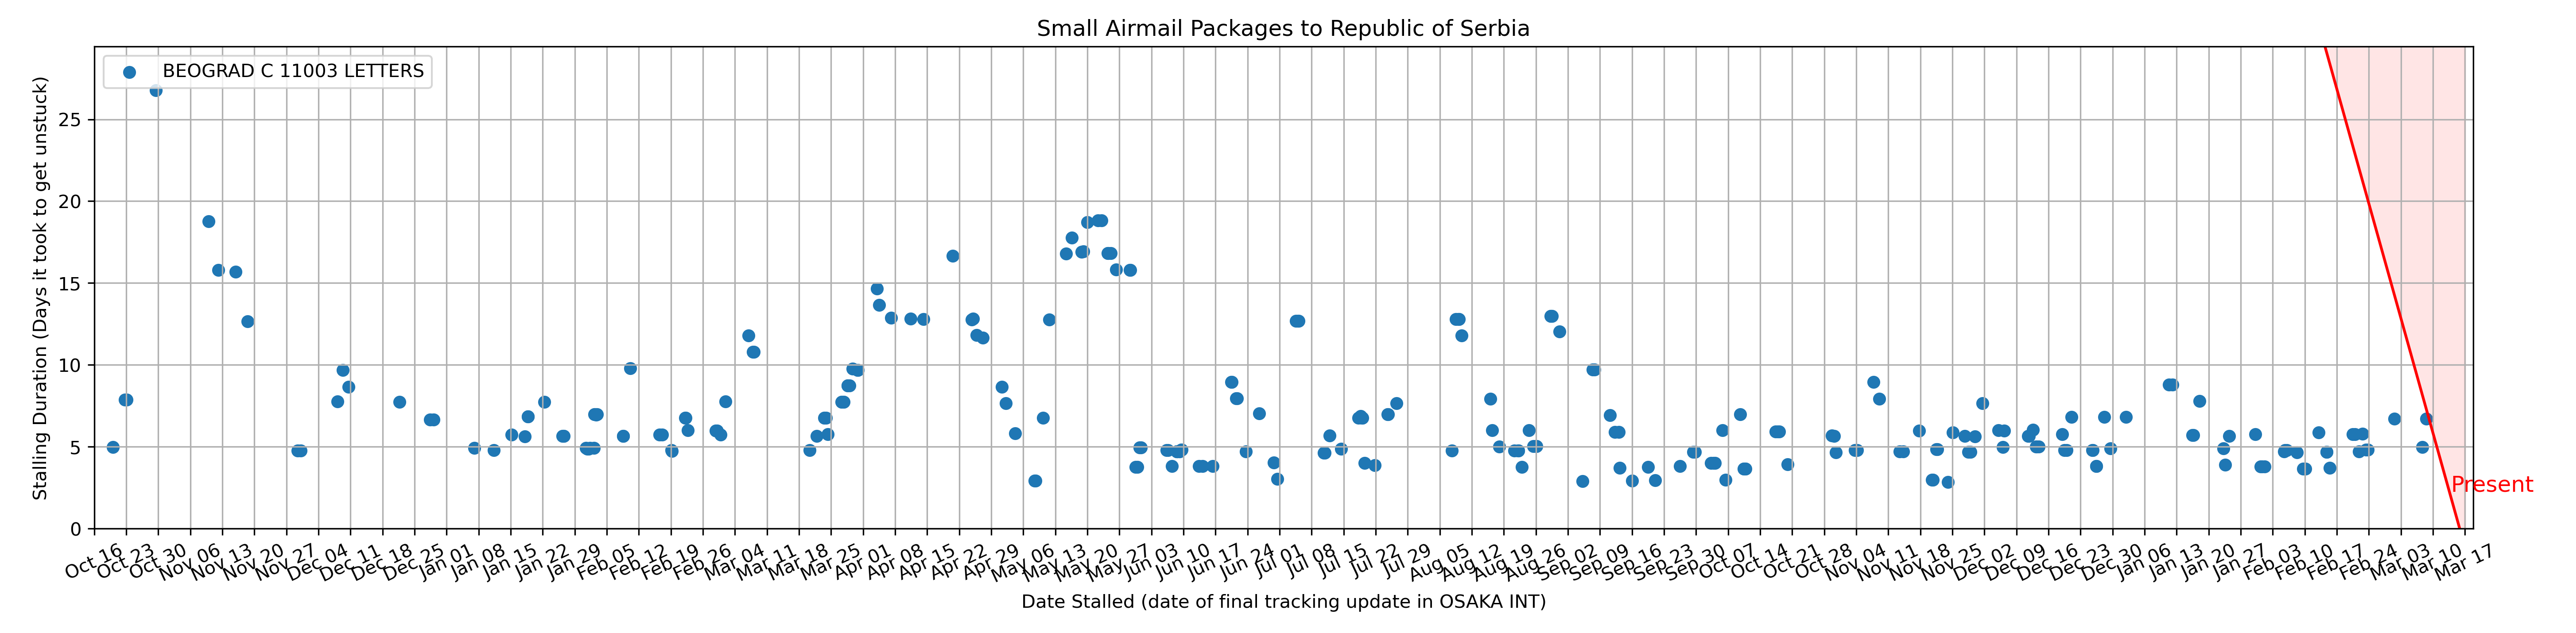 Small Airmail Packages to Republic of Serbia
BEOGRAD C 11003 LETTERS
Stalling Duration (Days it took to get unstuck)
25
20
15
10
5
0
Present
Oct 16
Oct 23
Oct 30
Nov 06
Nov 13
Nov 20
Nov 27
Dec 04
Dec 11
Dec 18
Dec 25
Jan 01
Jan 08
Jan 15
Jan 22
Jan 29
Feb 05
Feb 12
Feb 19
Feb 26
Mar 04
Mar 11
Mar 18
Mar 25
Apr 01
Apr 08
Apr 15
Apr 22
Apr 29
May 06
May 13
May 20
May 27
Jun 03
Jun 10
Jun 17
Jun 24
Jul 01
Jul 08
Jul 15
Jul 22
Jul 29
Aug 05
Aug 12
Aug 19
Aug 26
Sep 02
Sep 09
Sep 16
Sep 23
Sep 30
Oct 07
Oct 14
Oct 21
Oct 28
Nov 04
Nov 11
Nov 18
Nov 25
Dec 02
Dec 09
Dec 16
Dec 23
Dec 30
Jan 06
Jan 13
Jan 20
Jan 27
Feb 03
Feb 10
Feb 17
Feb 24
Mar 03
Mar 10
Mar 17
Date Stalled (date of final tracking update in OSAKA INT)